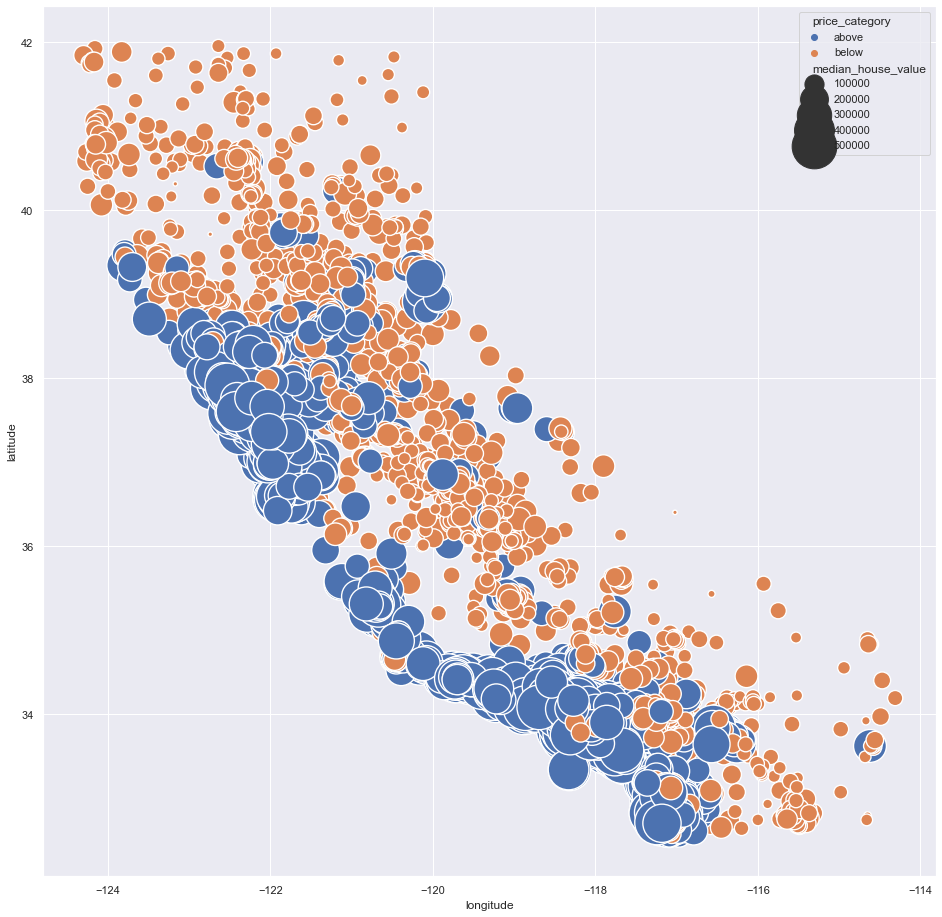 price_category
above
below
median_house_value
100000
200000
300000
400000
500000
42
40
38
36
34
latitude
−124
−122
−120
−118
−116
−114
longitude